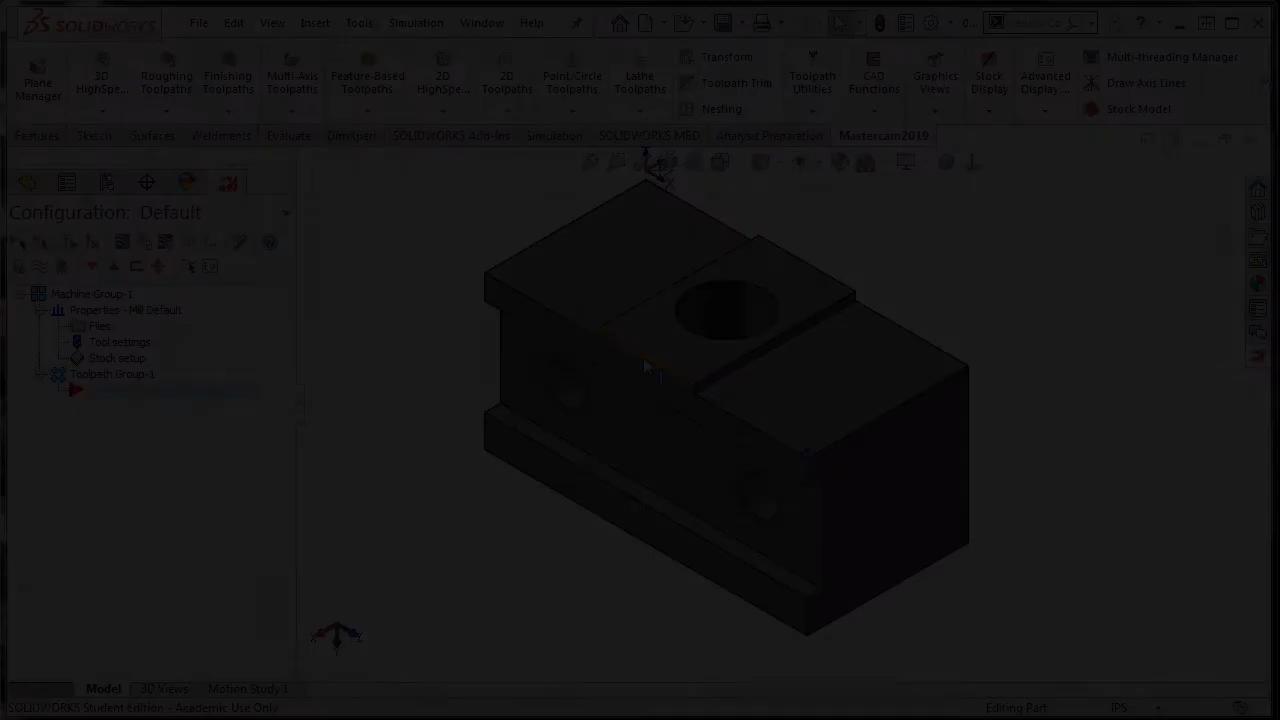 SOLIDWORKS File Edit View Insert Tools Simulation Window Help 0... ?
Plane Manager
3D HighSpe...
Roughing Toolpaths
Finishing Toolpaths
Multi-Axis Toolpaths
Feature-Based Toolpaths
2D HighSpe...
2D Toolpaths
Point/Circle Toolpaths
Lathe Toolpaths
Transform
Toolpath Trim
Nesting
Toolpath Utilities
CAD Functions
Graphics Views
Stock Display
Advanced Display...
Multi-threading Manager
Draw Axis Lines
Stock Model
Features Sketch Surfaces Weldments Evaluate DimXpert SOLIDWORKS Add-Ins Simulation SOLIDWORKS MBD Analysis Preparation Mastercam2019
Configuration: Default
Machine Group-1
Properties - Mill Default
Files
Tool settings
Stock setup
Toolpath Group-1
Model 3D Views Motion Study 1
SOLIDWORKS Student Edition - Academic Use Only Editing Part IPS